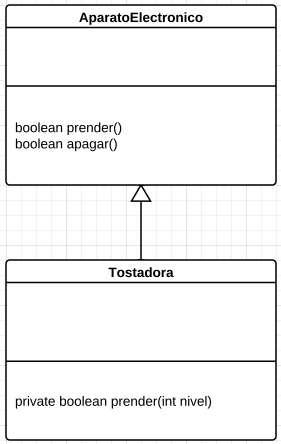 AparatoElectronico
boolean prender()
boolean apagar()
Tostadora
private boolean prender(int nivel)